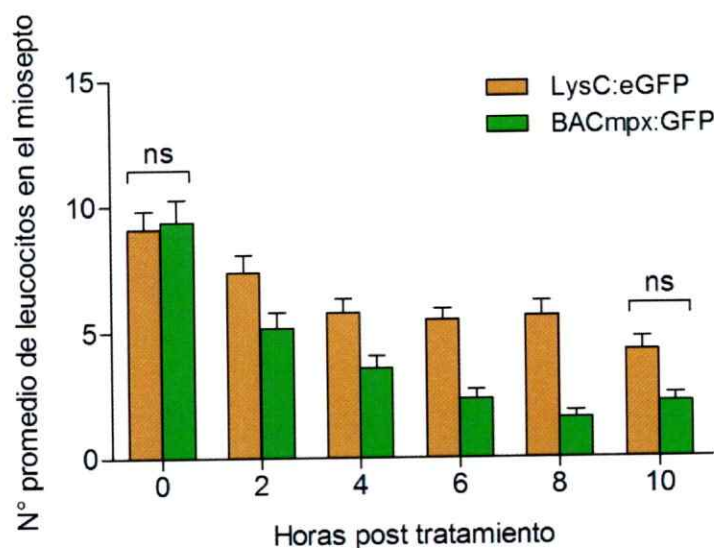 N° promedio de leucocitos en el miosepto
15
10
5
0
ns
ns
LysC:eGFP
BACmpx:GFP
0 2 4 6 8 10
Horas post tratamiento